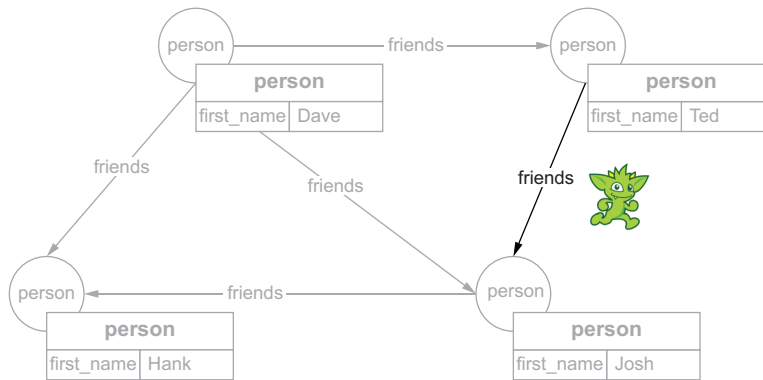 person
friends
person
person
first_name Dave
person
first_name Ted
friends
friends
friends
person
friends
person
person
first_name Hank
person
first_name Josh